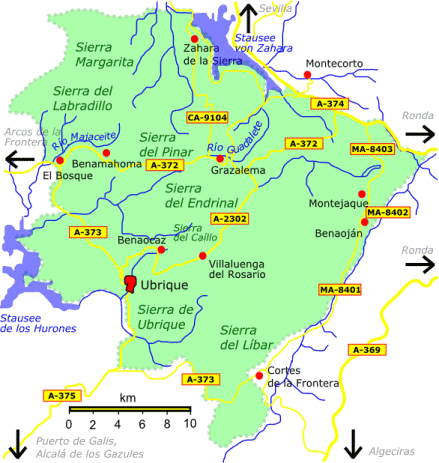 Sevilla
Zahara
de la Sierra
Stausee
von Zahara
Sierra
Margarita
Montecorto
Sierra
del Labradillo
A-374
CA-9104
Ronda
Arcos de la
Frontera
Río Majaceite
Sierra
del Pinar
Río Guadalete
A-372
MA-8403
Benamahoma
A-372
El Bosque
Grazalema
Sierra
del Endrinal
Montejaque
MA-8402
A-2302
A-373
Benaocaz
Sierra
del Caíllo
Benaoján
Villaluenga
del Rosario
Ronda
Ubrique
MA-8401
Stausee
de los Hurones
Sierra de
Ubrique
Sierra
del Líbar
A-369
Cortes
de la Frontera
A-373
A-375
km
0 2 4 6 8 10
Puerto de Galis,
Alcalá de los Gazules
Algeciras